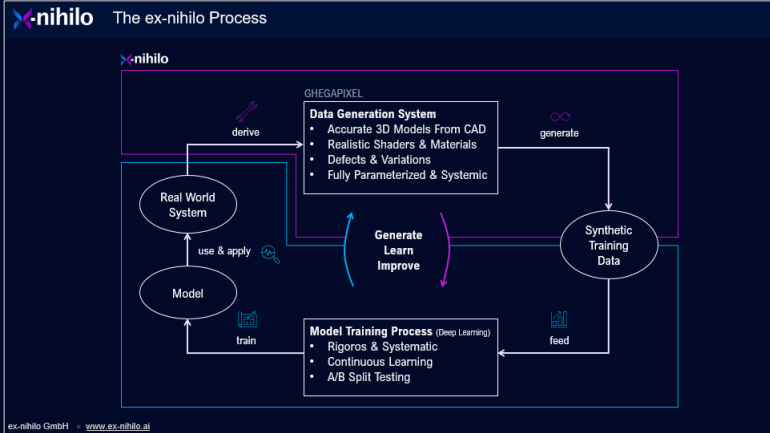 x-nihilo The ex-nihilo Process
x-nihilo
GHEGAPIXEL
Data Generation System
• Accurate 3D Models From CAD
• Realistic Shaders & Materials
• Defects & Variations
• Fully Parameterized & Systemic
derive
generate
Real World
System
Synthetic
Training
Data
Generate
Learn
Improve
use & apply
Model
Model Training Process (Deep Learning)
• Rigoros & Systematic
• Continuous Learning
• A/B Split Testing
train
feed
ex-nihilo GmbH • www.ex-nihilo.ai